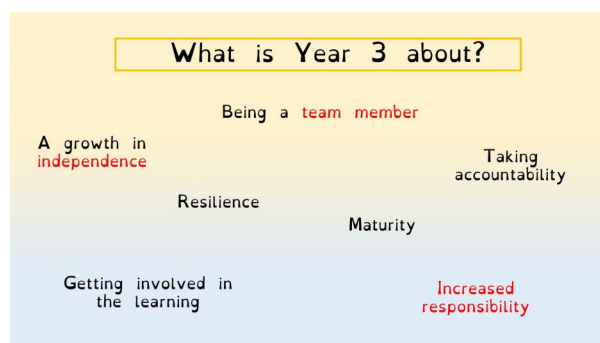 What is Year 3 about?
Being a team member
A growth in
independence
Taking
accountability
Resilience
Maturity
Getting involved in
the learning
Increased
responsibility